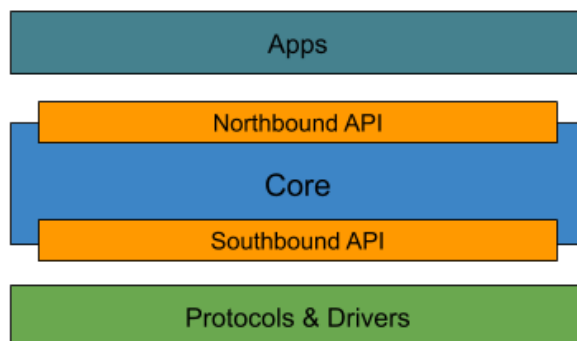 Apps
Northbound API
Core
Southbound API
Protocols & Drivers